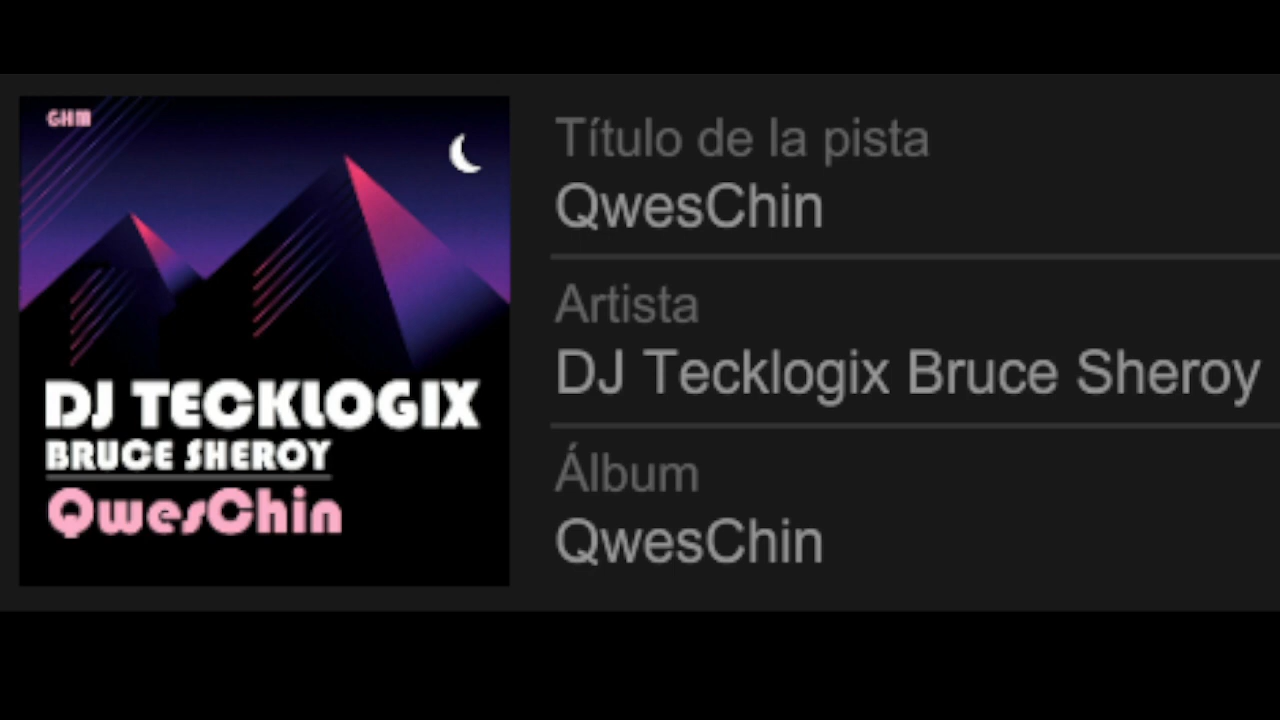 GHM
DJ TECKLOGIX
BRUCE SHEROY
QwesChin
Título de la pista
QwesChin
Artista
DJ Tecklogix Bruce Sheroy
Álbum
QwesChin